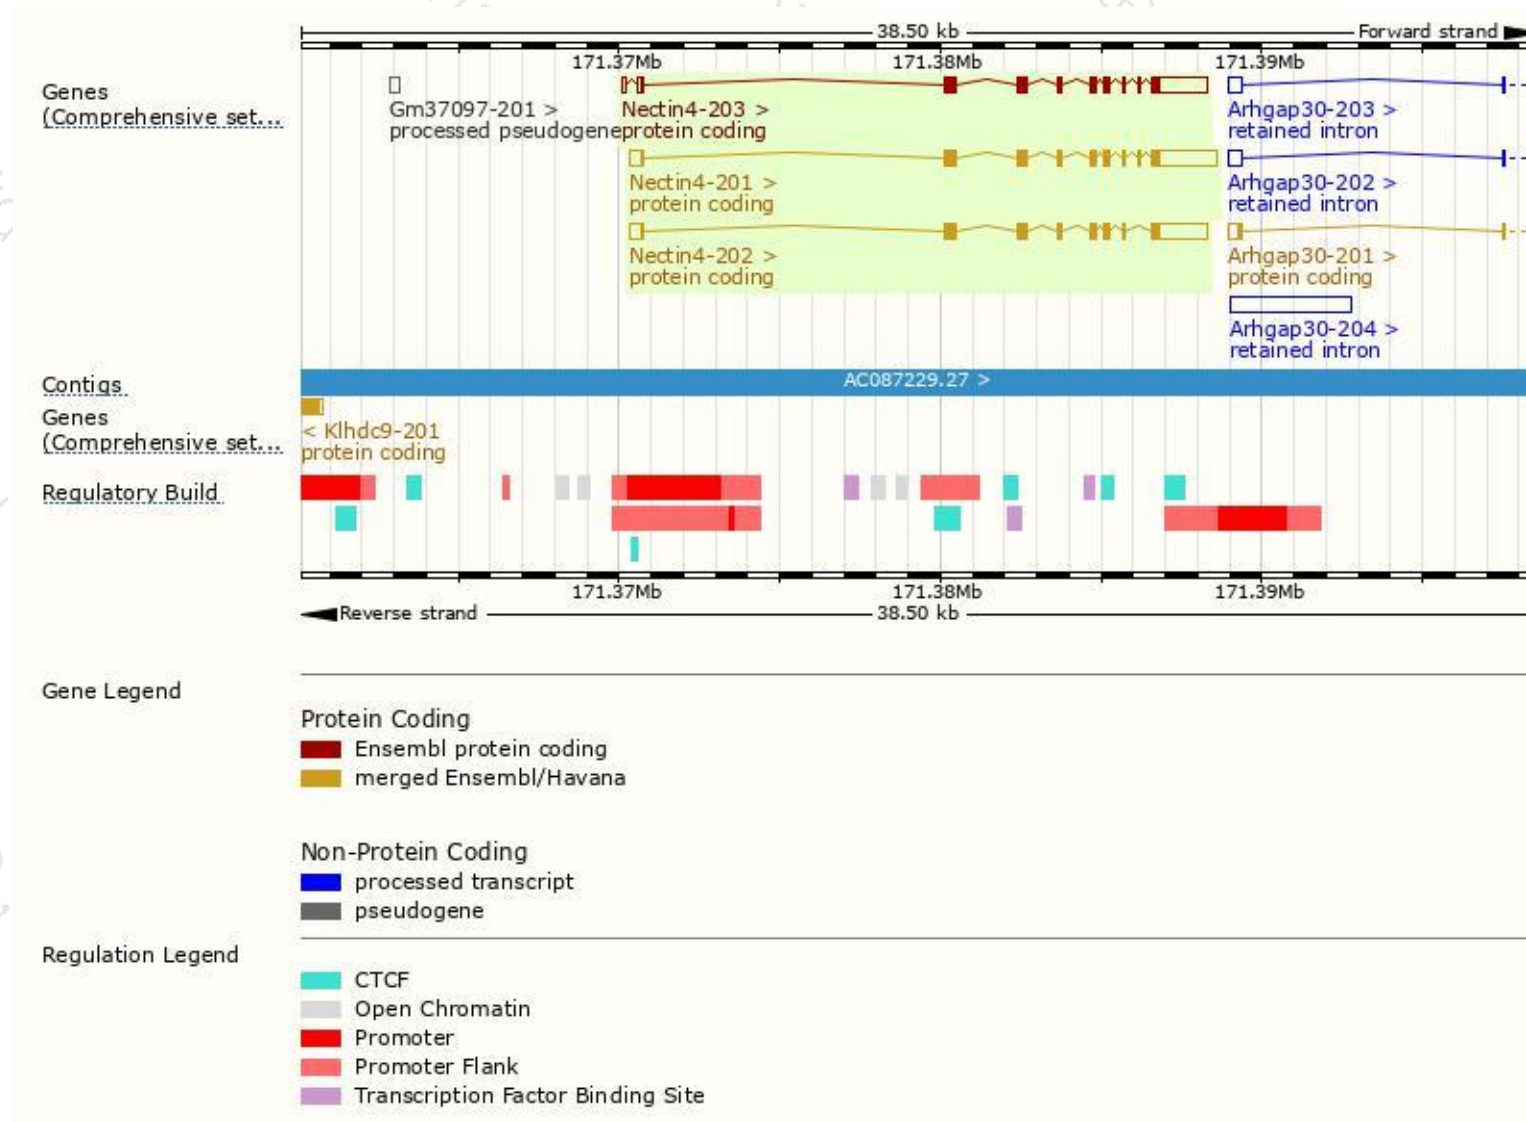 38.50 kb Forward strand
171.37Mb 171.38Mb 171.39Mb
Genes
(Comprehensive set...
Gm37097-201 >
processed pseudogene
Nectin4-203 >
protein coding
Arhgap30-203 >
retained intron
Nectin4-201 >
protein coding
Arhgap30-202 >
retained intron
Nectin4-202 >
protein coding
Arhgap30-201 >
protein coding
Arhgap30-204 >
retained intron
Contigs
AC087229.27 >
Genes
(Comprehensive set...
< Klhdc9-201
protein coding
Regulatory Build
171.37Mb 171.38Mb 171.39Mb
Reverse strand 38.50 kb
Gene Legend
Protein Coding
Ensembl protein coding
merged Ensembl/Havana
Non-Protein Coding
processed transcript
pseudogene
Regulation Legend
CTCF
Open Chromatin
Promoter
Promoter Flank
Transcription Factor Binding Site